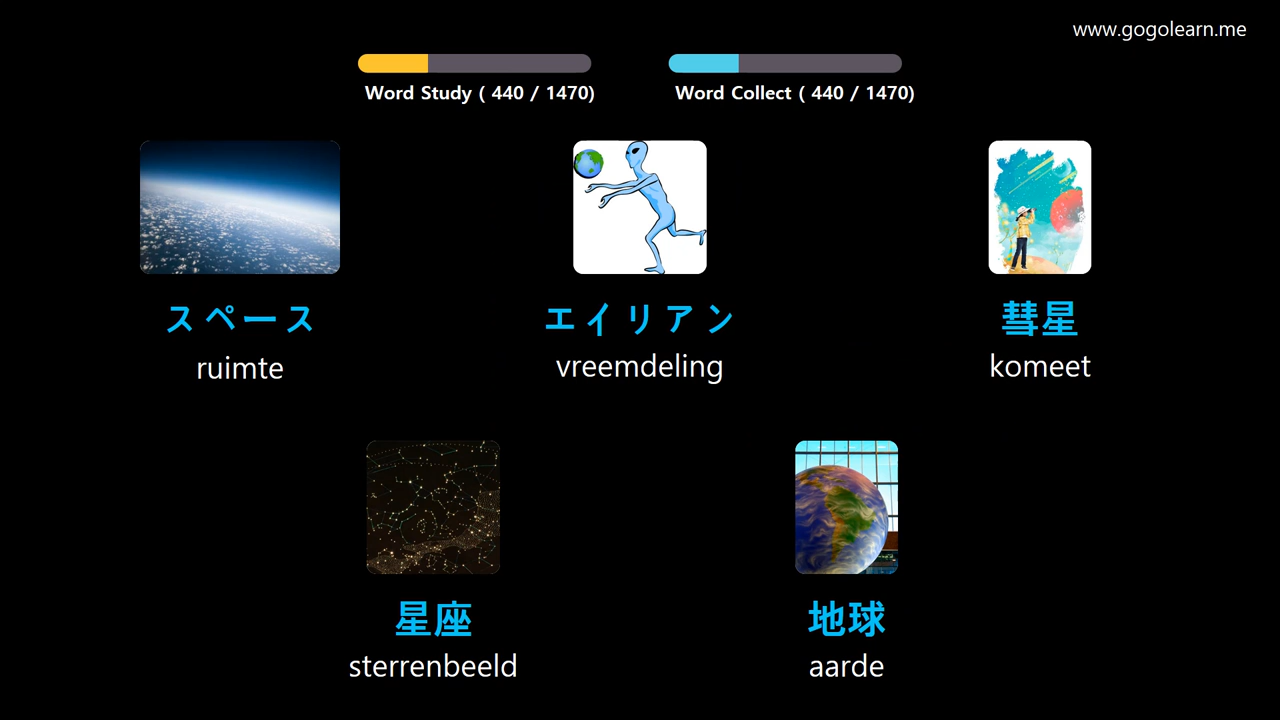 www.gogolearn.me
Word Study ( 440 / 1470)
Word Collect ( 440 / 1470)
スペース
ruimte
エイリアン
vreemdeling
彗星
komeet
星座
sterrenbeeld
地球
aarde